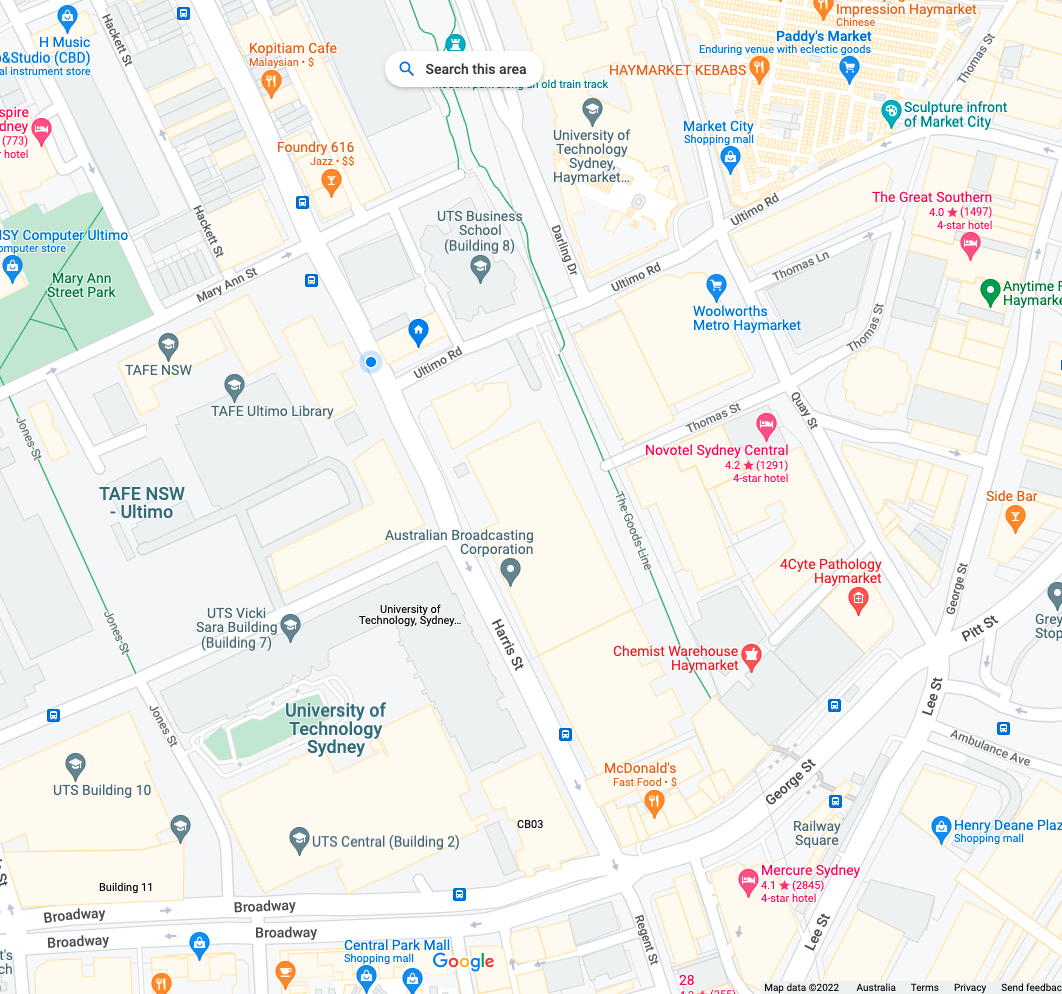 Impression Haymarket
Chinese
Hackett St
H Music
o&Studio (CBD)
al instrument store
Kopitiam Cafe
Malaysian • $
Paddy's Market
Enduring venue with eclectic goods
Thomas St
Search this area
an old train track
HAYMARKET KEBABS
Sculpture infront
of Market City
spire
dney
(773)
r hotel
University of
Technology
Sydney,
Haymarket...
Market City
Shopping mall
Foundry 616
Jazz • $$
The Great Southern
4.0 ★ (1497)
4-star hotel
Hackett St
UTS Business
School
(Building 8)
Ultimo Rd
MSY Computer Ultimo
omputer store
Darling Dr
Mary Ann
Street Park
Mary Ann St
Ultimo Rd
Thomas Ln
Anytime F
Haymarke
Woolworths
Metro Haymarket
Thomas St
TAFE NSW
Ultimo Rd
TAFE Ultimo Library
Jones St
Thomas St
Quay St
Novotel Sydney Central
4.2 ★ (1291)
4-star hotel
TAFE NSW
- Ultimo
The Goods Line
Side Bar
Australian Broadcasting
Corporation
4Cyte Pathology
Haymarket
George St
University of
Technology, Sydney...
UTS Vicki
Sara Building
(Building 7)
Jones St
Harris St
Pitt St
Grey
Stop
Chemist Warehouse
Haymarket
Lee St
Jones St
University of
Technology
Sydney
Ambulance Ave
McDonald's
Fast Food • $
George St
UTS Building 10
CB03
UTS Central (Building 2)
Railway
Square
Henry Deane Plaz
Shopping mall
Building 11
Mercure Sydney
4.1 ★ (2845)
4-star hotel
Broadway
Broadway
Broadway
Broadway
Regent St
Lee St
t's
ch
Central Park Mall
Shopping mall
Google
28
Map data ©2022 Australia Terms Privacy Send feedba